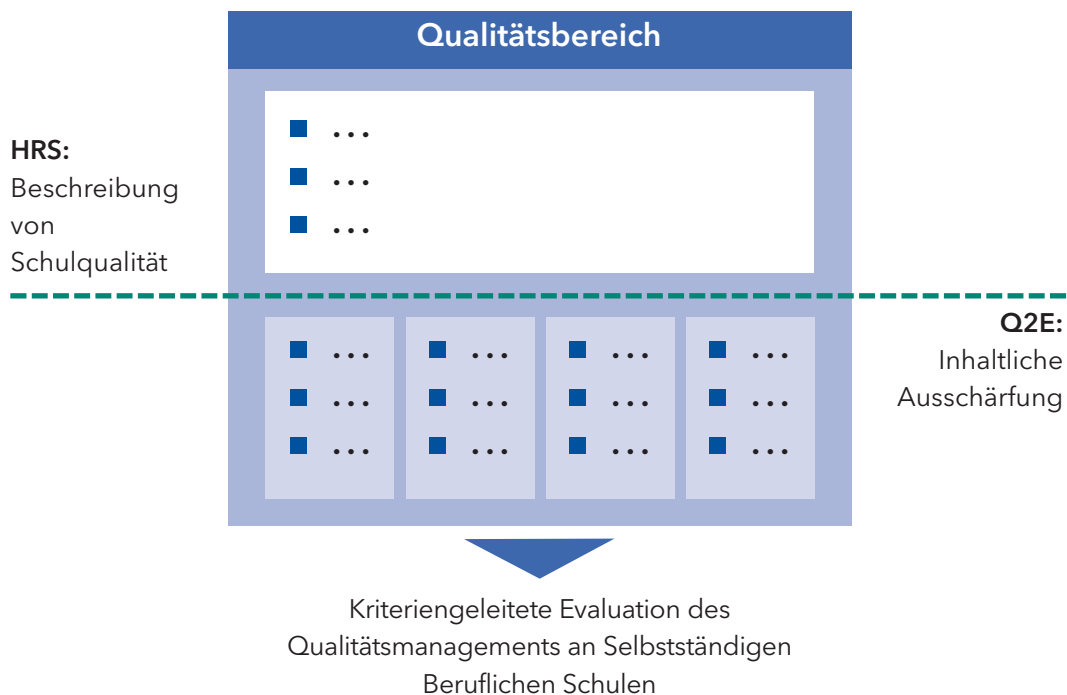 Qualitätsbereich
HRS:
Beschreibung
von
Schulqualität
...
...
...
Q2E:
Inhaltliche
Ausschärfung
... ... ... ...
... ... ... ...
... ... ... ...
Kriteriengeleitete Evaluation des
Qualitätsmanagements an Selbstständigen
Beruflichen Schulen